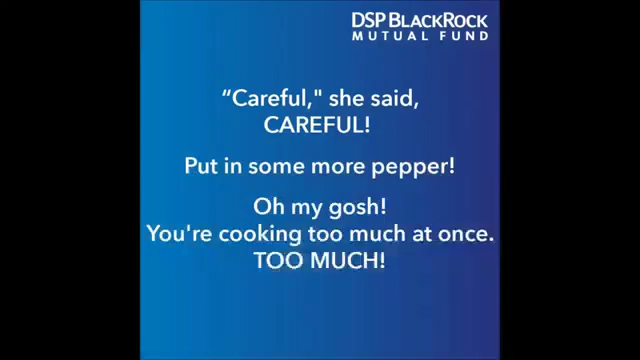 DSP BLACKROCK
MUTUAL FUND
“Careful," she said,
CAREFUL!
Put in some more pepper!
Oh my gosh!
You're cooking too much at once.
TOO MUCH!